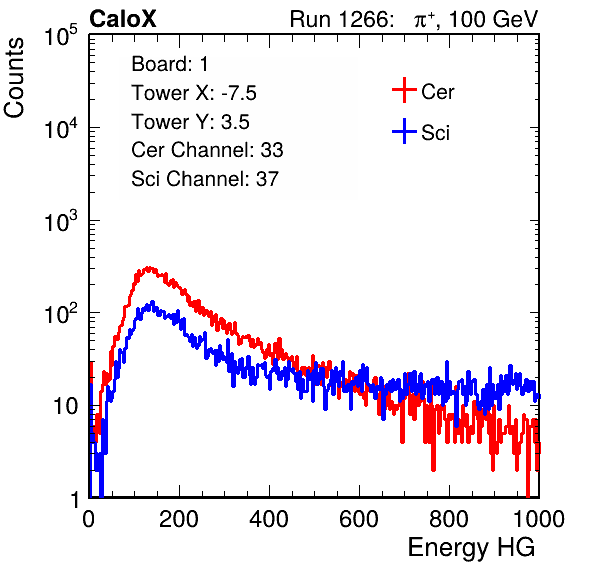 CaloX Run 1266: π⁺, 100 GeV
Counts
10⁵
10⁴
10³
10²
10
1
Board: 1
Tower X: -7.5
Tower Y: 3.5
Cer Channel: 33
Sci Channel: 37
Cer
Sci
0 200 400 600 800 1000
Energy HG